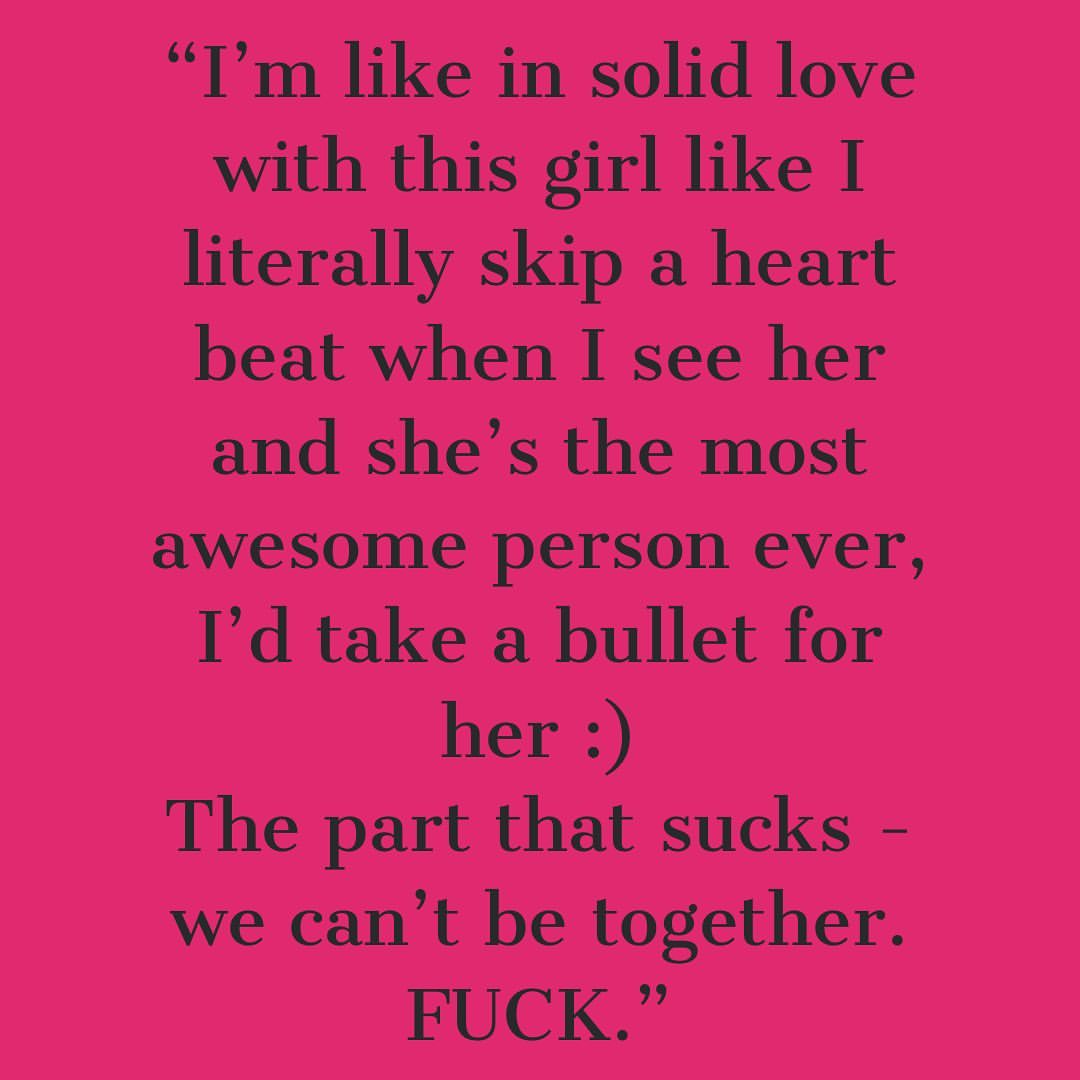 “I’m like in solid love
with this girl like I
literally skip a heart
beat when I see her
and she’s the most
awesome person ever,
I’d take a bullet for
her :)
The part that sucks -
we can’t be together.
FUCK.”